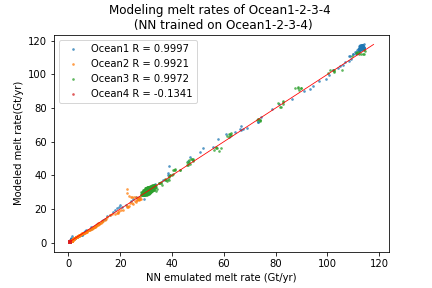 Modeling melt rates of Ocean1-2-3-4
(NN trained on Ocean1-2-3-4)
Ocean1 R = 0.9997
Ocean2 R = 0.9921
Ocean3 R = 0.9972
Ocean4 R = -0.1341
Modeled melt rate(Gt/yr)
120
100
80
60
40
20
0
0 20 40 60 80 100 120
NN emulated melt rate (Gt/yr)